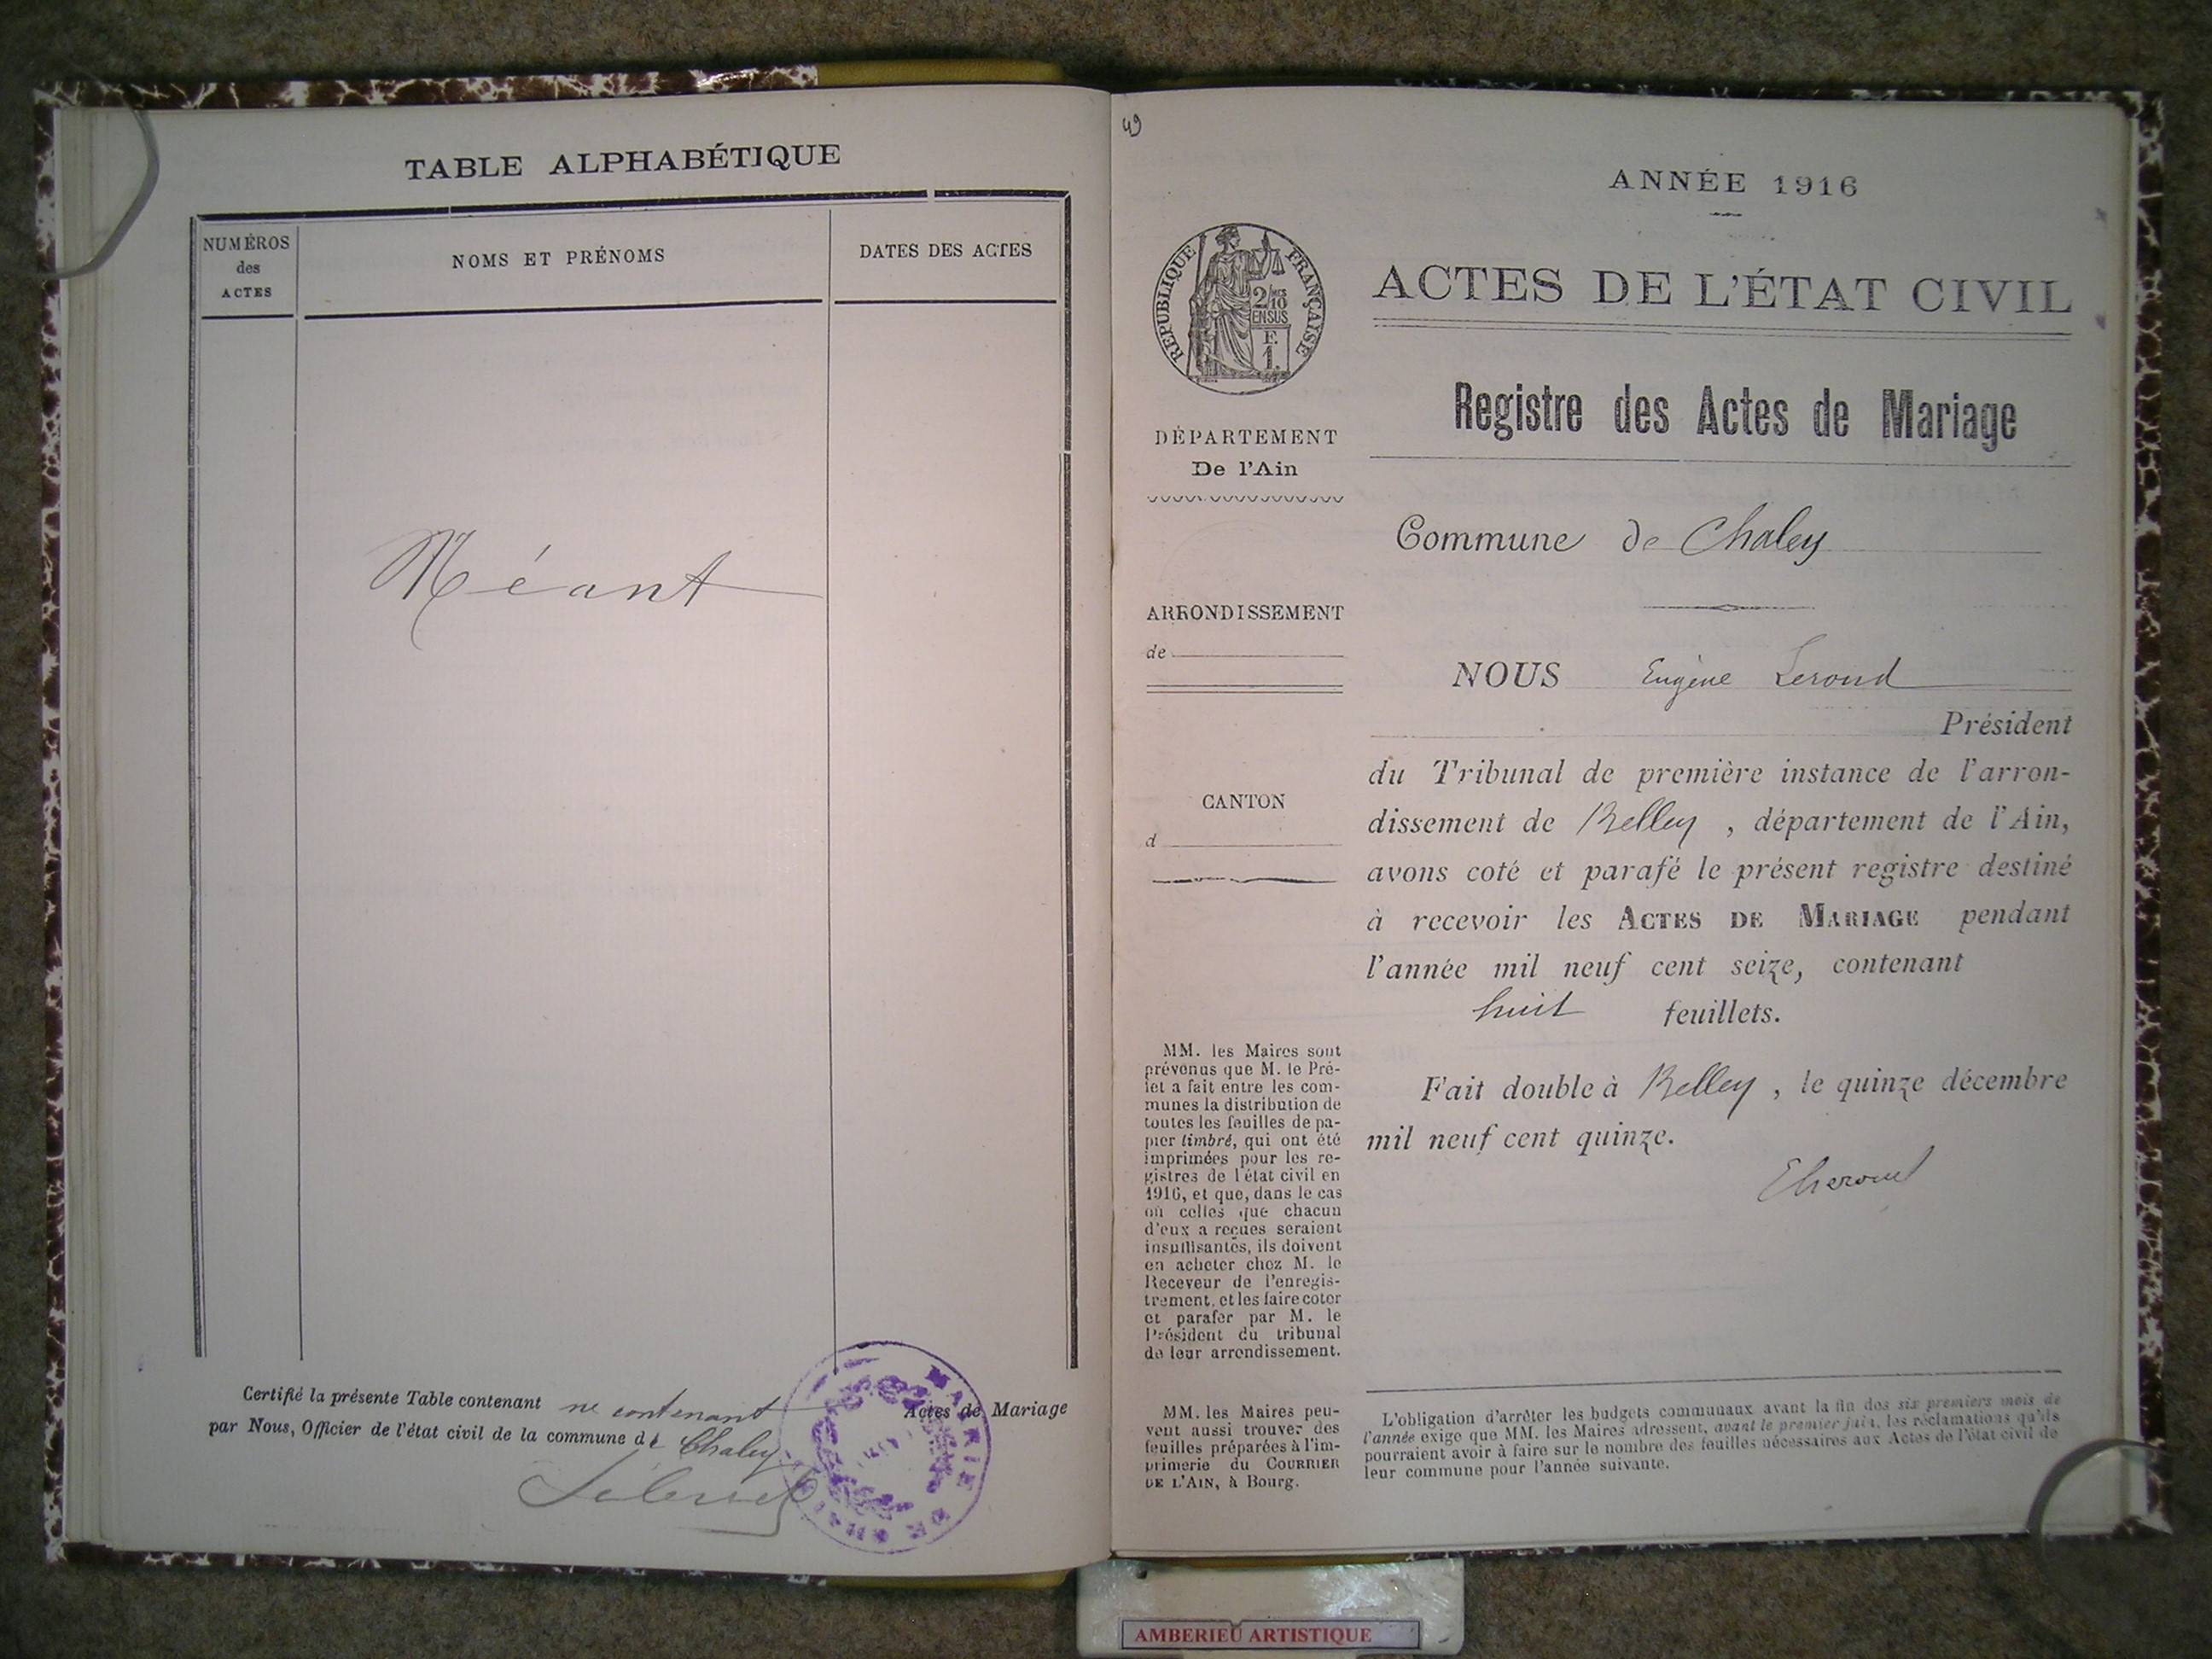 TABLE ALPHABÉTIQUE
NUMÉROS
des
ACTES
NOMS ET PRÉNOMS
DATES DES ACTES
Néant
Certifié la présente Table contenant ne contenant Actes de Mariage
par Nous, Officier de l'état civil de la commune de Chaley
MAIRIE DE
49
ANNÉE 1916
RÉPUBLIQUE FRANÇAISE
2/10
EN SUS
F.
1.
DÉPARTEMENT
De l'Ain
ARRONDISSEMENT
de
CANTON
d
MM. les Maires sont
prévenus que M. le Pré-
fet a fait entre les com-
munes la distribution de
toutes les feuilles de pa-
pier timbré, qui ont été
imprimées pour les re-
gistres de l'état civil en
1916, et que, dans le cas
où celles que chacun
d'eux a reçues seraient
insuffisantes, ils doivent
en acheter chez M. le
Receveur de l'enregis-
trement, et les faire coter
et parafer par M. le
Président du tribunal
de leur arrondissement.
MM. les Maires peu-
vent aussi trouver des
feuilles préparées à l'im-
primerie du COURRIER
DE L'AIN, à Bourg.
ACTES DE L'ÉTAT CIVIL
Registre des Actes de Mariage
Commune de Chaley
NOUS Eugène Leroud
Président
du Tribunal de première instance de l'arron-
dissement de Belley , département de l'Ain,
avons coté et parafé le présent registre destiné
à recevoir les ACTES DE MARIAGE pendant
l'année mil neuf cent seize, contenant
huit feuillets.
Fait double à Belley , le quinze décembre
mil neuf cent quinze.
L'obligation d'arrêter les budgets communaux avant la fin des six premiers mois de
l'année exige que MM. les Maires adressent, avant le premier juin, les réclamations qu'ils
pourraient avoir à faire sur le nombre des feuilles nécessaires aux Actes de l'état civil de
leur commune pour l'année suivante.
AMBERIEU ARTISTIQUE